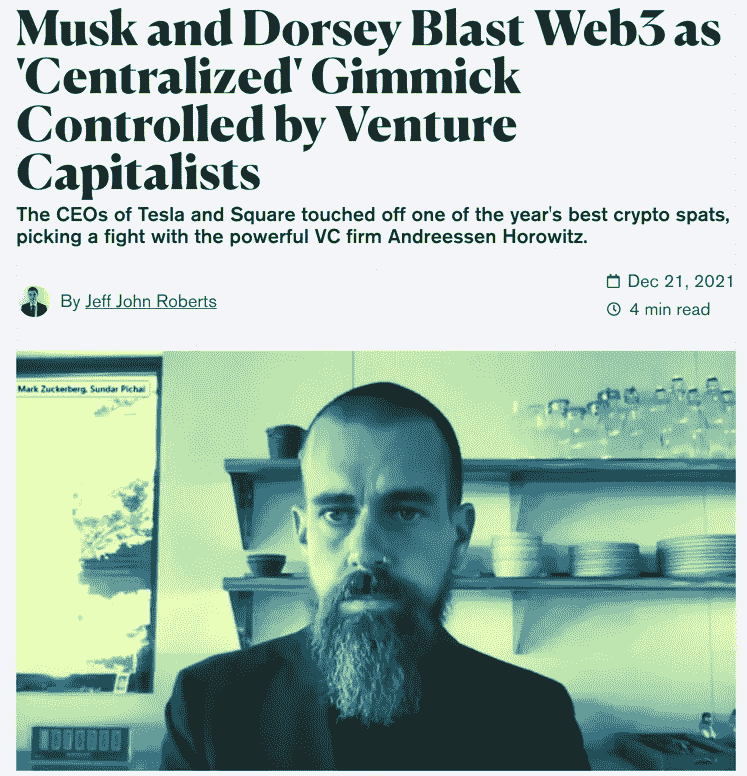 Musk and Dorsey Blast Web3 as
'Centralized' Gimmick
Controlled by Venture
Capitalists
The CEOs of Tesla and Square touched off one of the year's best crypto spats,
picking a fight with the powerful VC firm Andreessen Horowitz.
By Jeff John Roberts
Dec 21, 2021
4 min read
Mark Zuckerberg, Sundar Pichai